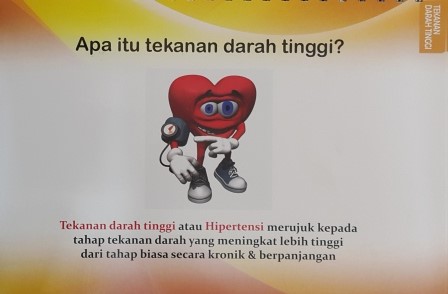 TEKANAN
DARAH TINGGI
Apa itu tekanan darah tinggi?
Tekanan darah tinggi atau Hipertensi merujuk kepada
tahap tekanan darah yang meningkat lebih tinggi
dari tahap biasa secara kronik & berpanjangan